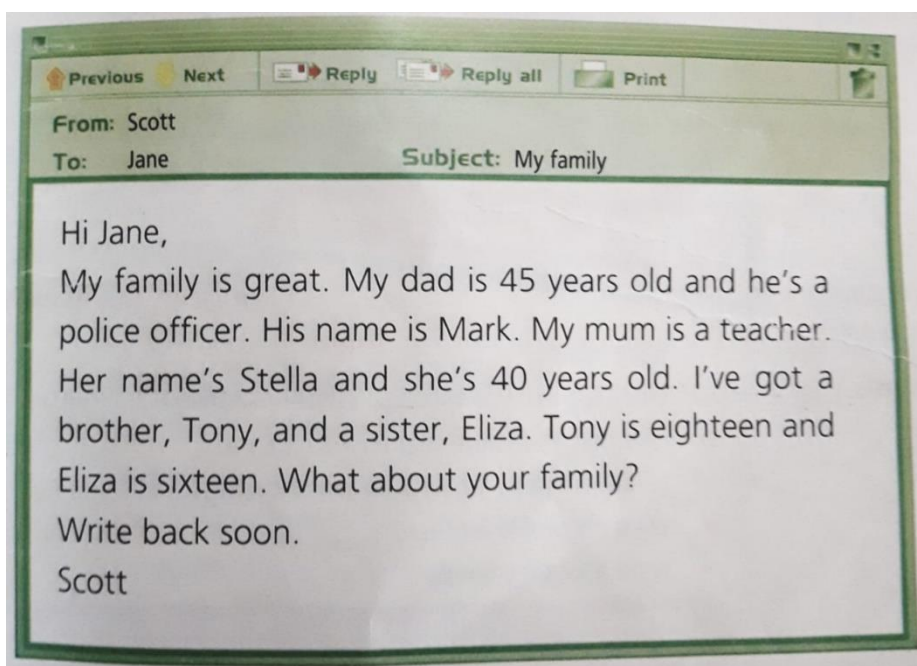 Previous Next Reply Reply all Print
From: Scott
To: Jane Subject: My family
Hi Jane,
My family is great. My dad is 45 years old and he's a
police officer. His name is Mark. My mum is a teacher.
Her name's Stella and she's 40 years old. I've got a
brother, Tony, and a sister, Eliza. Tony is eighteen and
Eliza is sixteen. What about your family?
Write back soon.
Scott